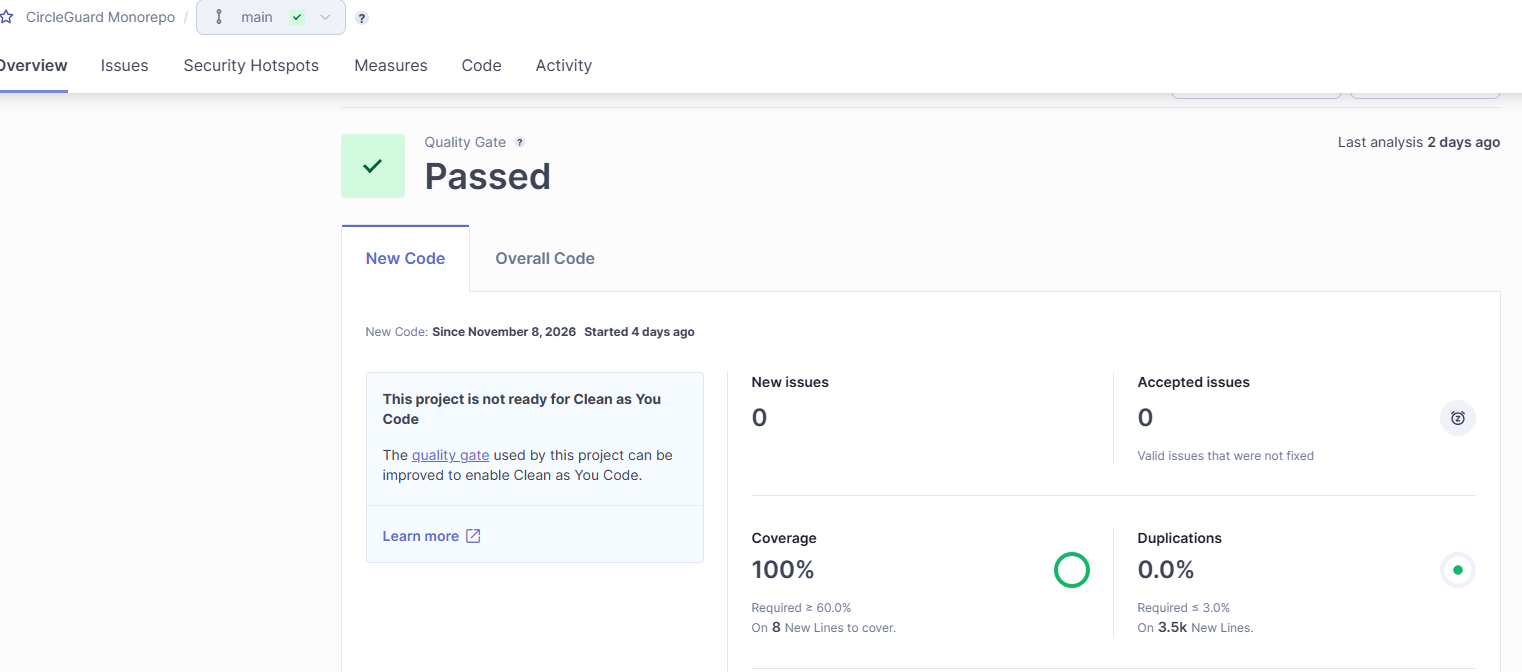 CircleGuard Monorepo / main ?
Overview Issues Security Hotspots Measures Code Activity
Quality Gate ?
Last analysis 2 days ago
Passed
New Code Overall Code
New Code: Since November 8, 2026 Started 4 days ago
This project is not ready for Clean as You
Code
The quality gate used by this project can be
improved to enable Clean as You Code.
Learn more
New issues
0
Accepted issues
0
Valid issues that were not fixed
Coverage
100%
Required ≥ 60.0%
On 8 New Lines to cover.
Duplications
0.0%
Required ≤ 3.0%
On 3.5k New Lines.